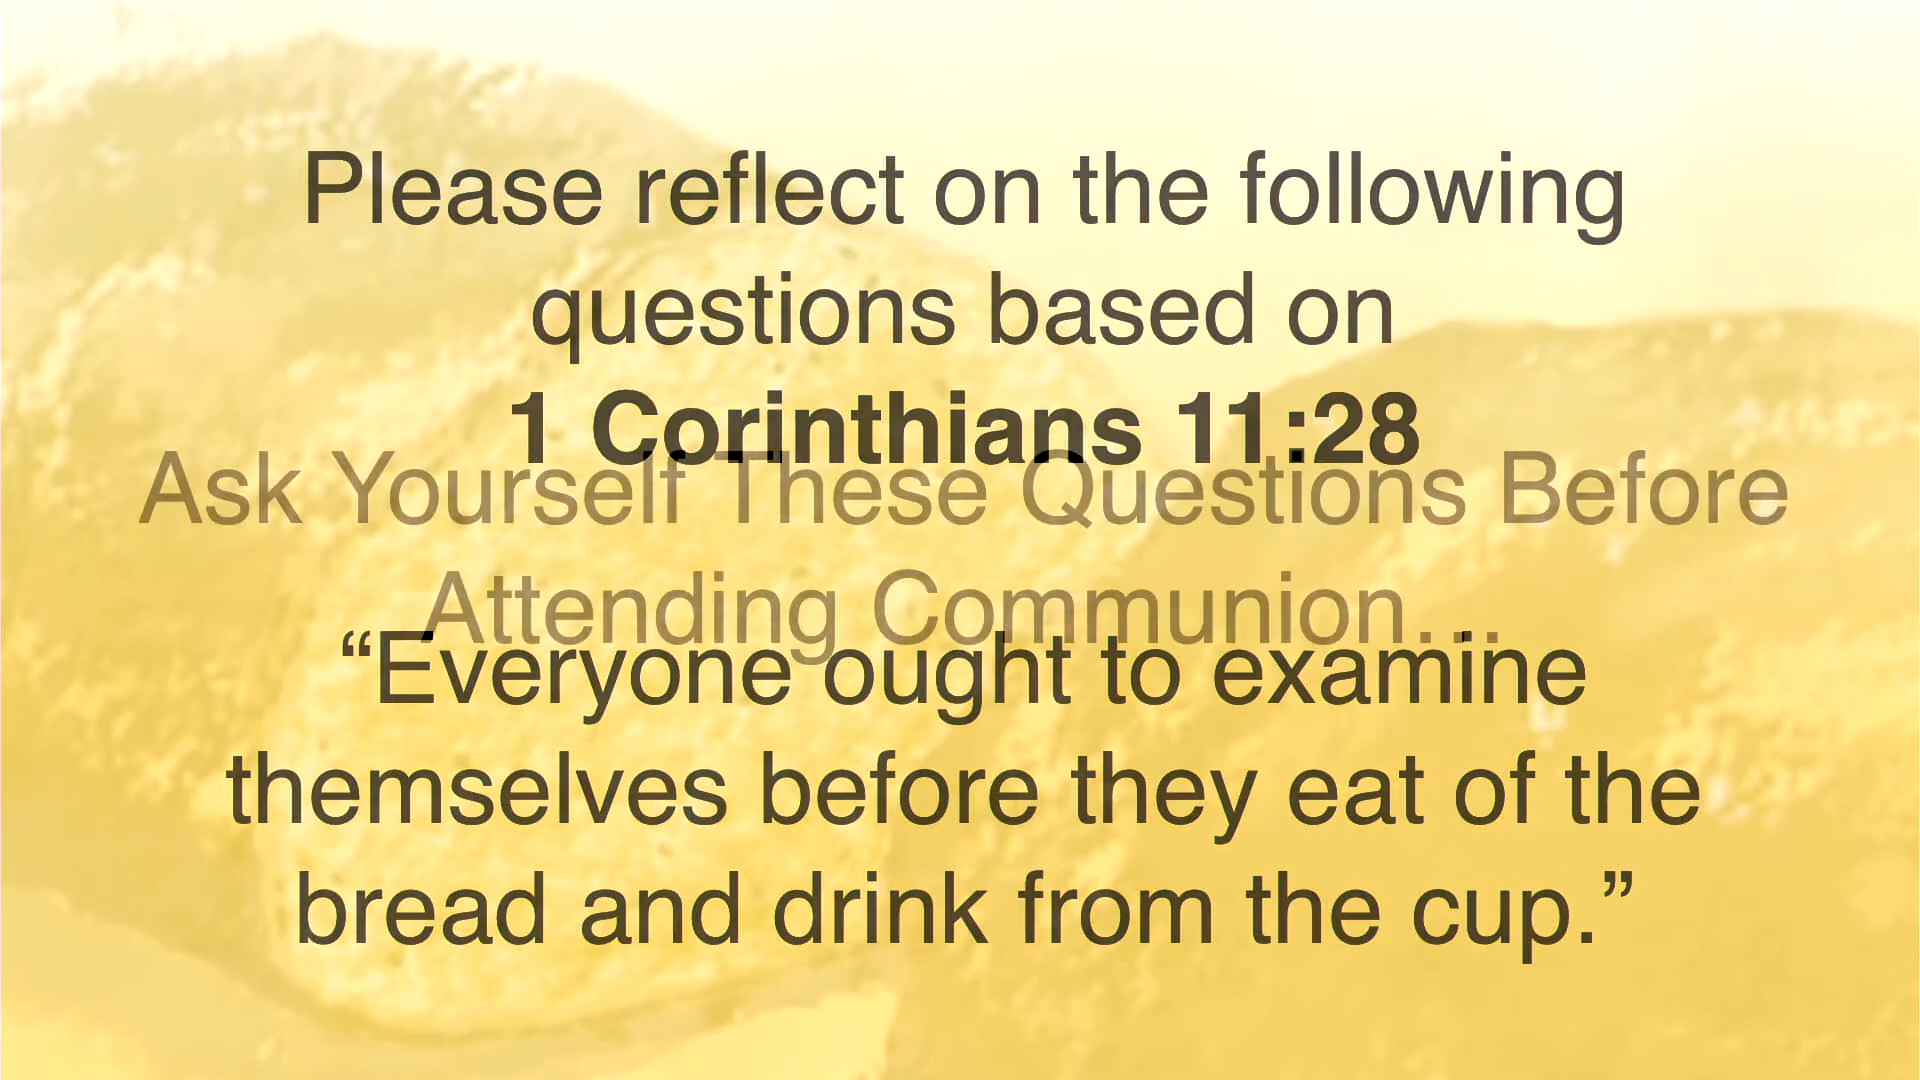 Please reflect on the following
questions based on
1 Corinthians 11:28
Ask Yourself These Questions Before
Attending Communion…
“Everyone ought to examine
themselves before they eat of the
bread and drink from the cup.”